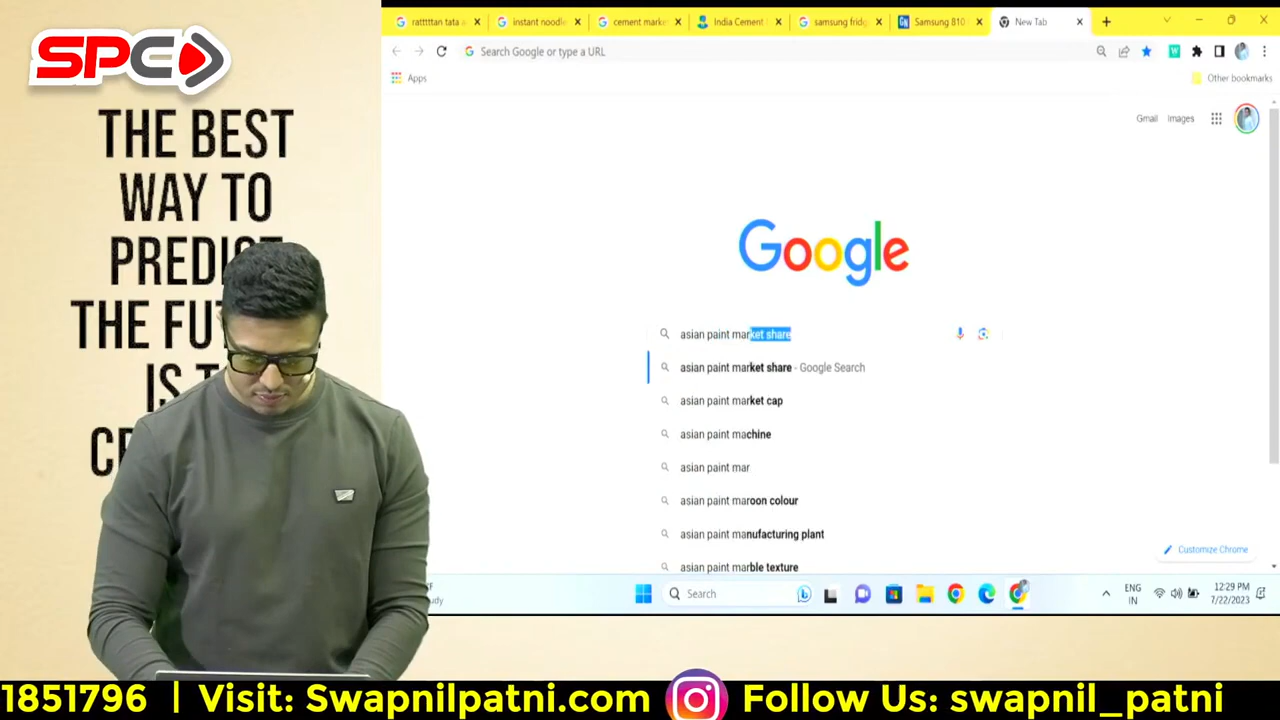 SPC
THE BEST
WAY TO
PREDI
THE FU
IS T
CR
ratttttan tata a
instant noodle
cement marke
India Cement
samsung fridg
Samsung 810
New Tab
Search Google or type a URL
Apps
Other bookmarks
Gmail
Images
Google
asian paint market share
asian paint market share - Google Search
asian paint market cap
asian paint machine
asian paint mar
asian paint maroon colour
asian paint manufacturing plant
asian paint marble texture
Customize Chrome
Search
ENG
IN
12:29 PM
7/22/2023
1851796 | Visit: Swapnilpatni.com
Follow Us: swapnil_patni